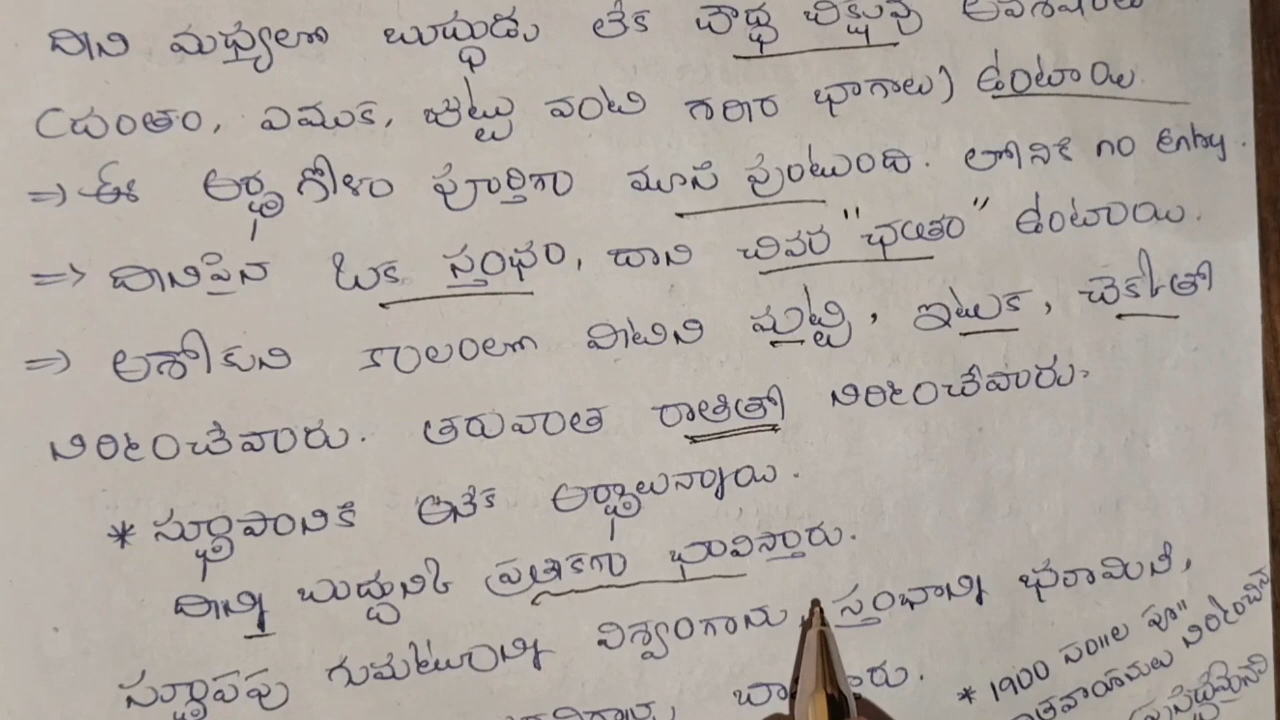 దీని మధ్యలో బుద్ధుడు లేక బౌద్ధ భిక్షువు అవశేషాలు
(దంతం, ఎముక, జుట్టు వంటి శరీర భాగాలు) ఉంటాయి.
=> ఈ అర్థగోళం పూర్తిగా మూసి వుంటుంది. లోనికి no Entry.
=> దీనిపైన ఒక స్తంభం, దాని చివర "ఛత్రం" ఉంటాయి.
=> అశోకుని కాలంలో వీటిని మట్టి, ఇటుక, చెక్కతో
నిర్మించేవారు. తరువాత రాతితో నిర్మించేవారు.
* స్థూపానికి అనేక అర్థాలున్నాయి.
దీన్ని బుద్ధునికి ప్రతీకగా భావిస్తారు.
స్థూపపు గుమటాన్ని విశ్వంగాను, స్తంభాన్ని భూమిని,
* 1900 సం॥ల పూ"
నిర్మించిన